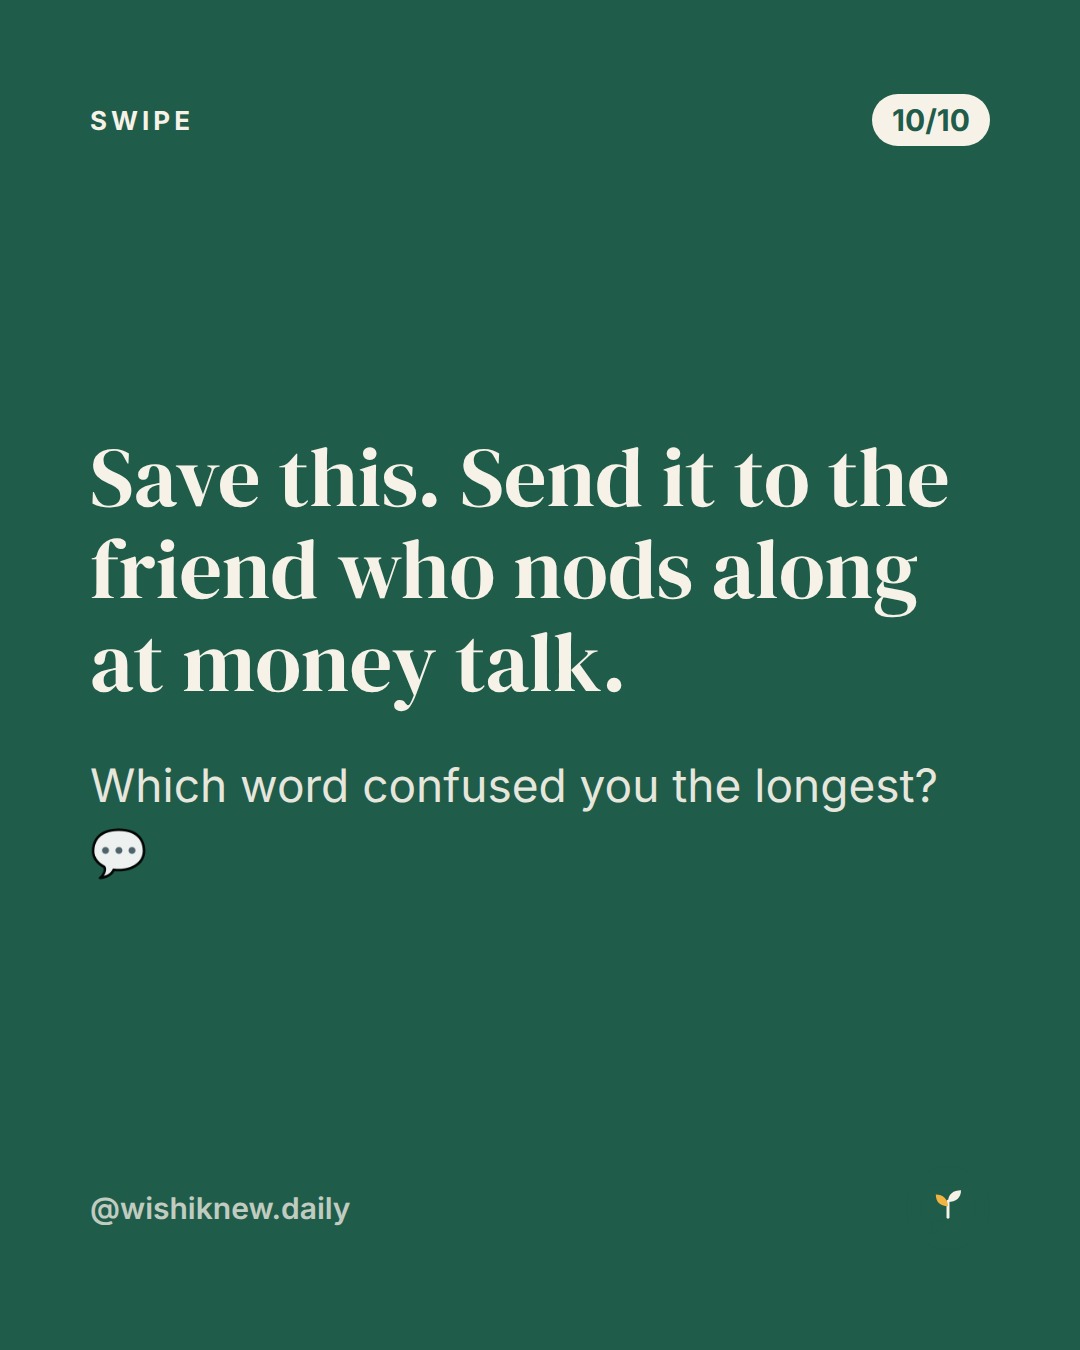 SWIPE
10/10
Save this. Send it to the
friend who nods along
at money talk.
Which word confused you the longest?
💬
@wishiknew.daily